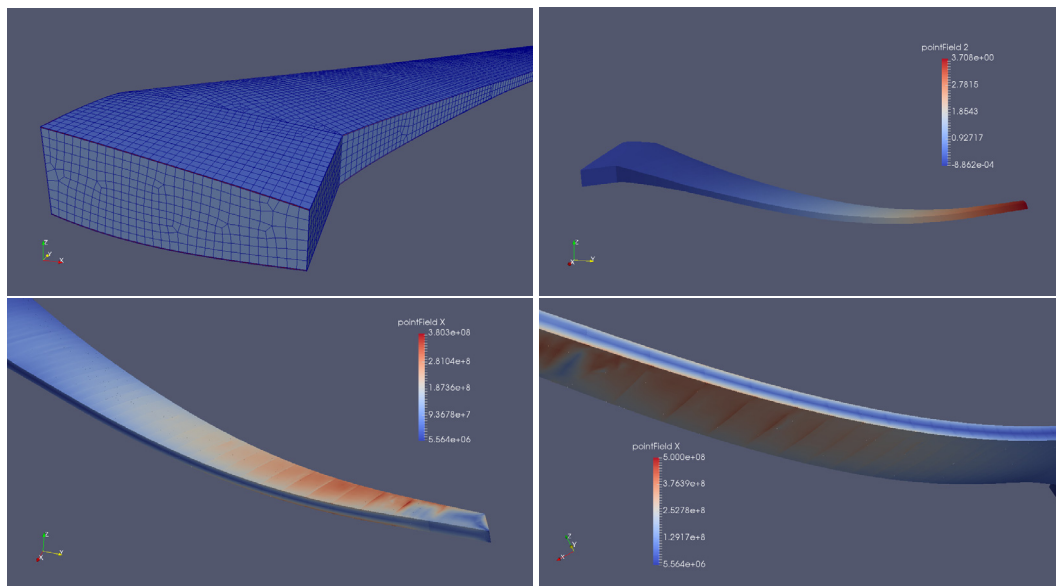 Z
Y
X
pointField 2
3.708e+00
2.7815
1.8543
0.92717
-8.862e-04
Z
X
Y
pointField X
3.803e+08
2.8104e+8
1.8736e+8
9.3678e+7
5.564e+06
Z
X
Y
pointField X
5.000e+08
3.7639e+8
2.5278e+8
1.2917e+8
5.564e+06
Z
Y
X